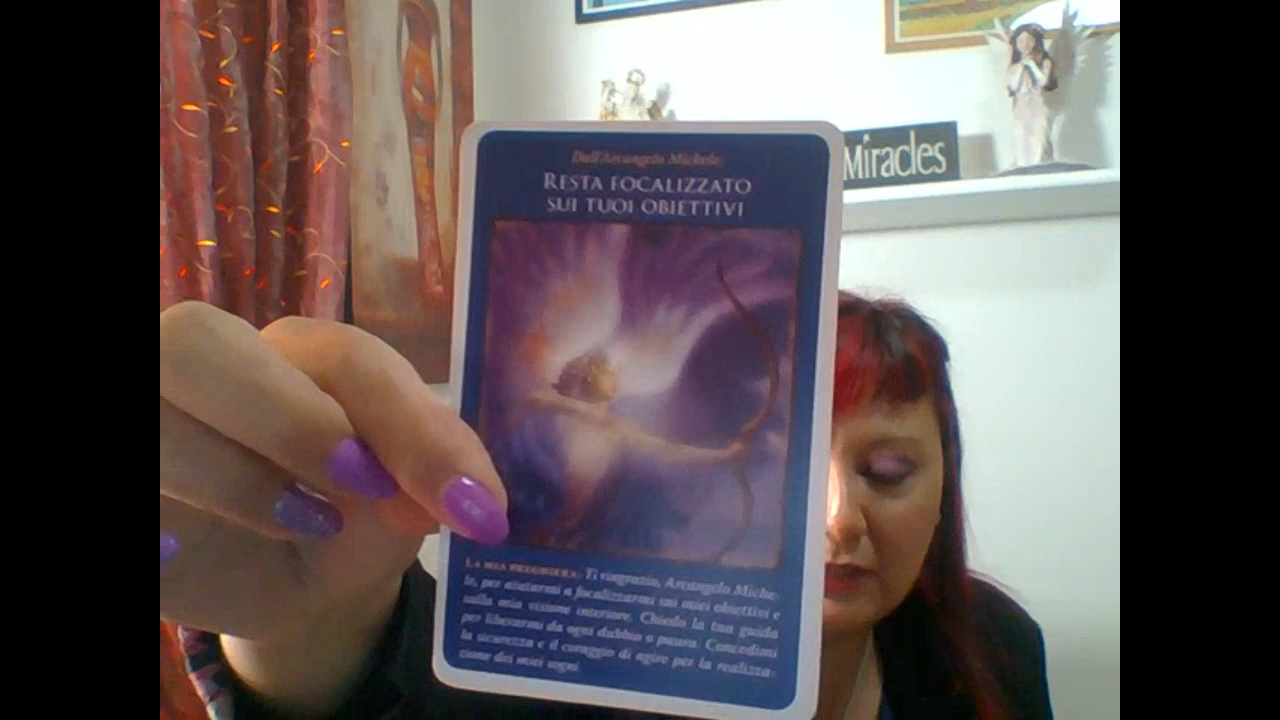 Dall'Arcangelo Michele:
RESTA FOCALIZZATO
SUI TUOI OBIETTIVI
Miracles
LA MIA PREGHIERA: Ti ringrazio, Arcangelo Miche-
le, per aiutarmi a focalizzarmi sui miei obiettivi e
sulla mia visione interiore. Chiedo la tua guida
per liberarmi da ogni dubbio o paura. Concedimi
la sicurezza e il coraggio di agire per la realizza-
zione dei miei sogni